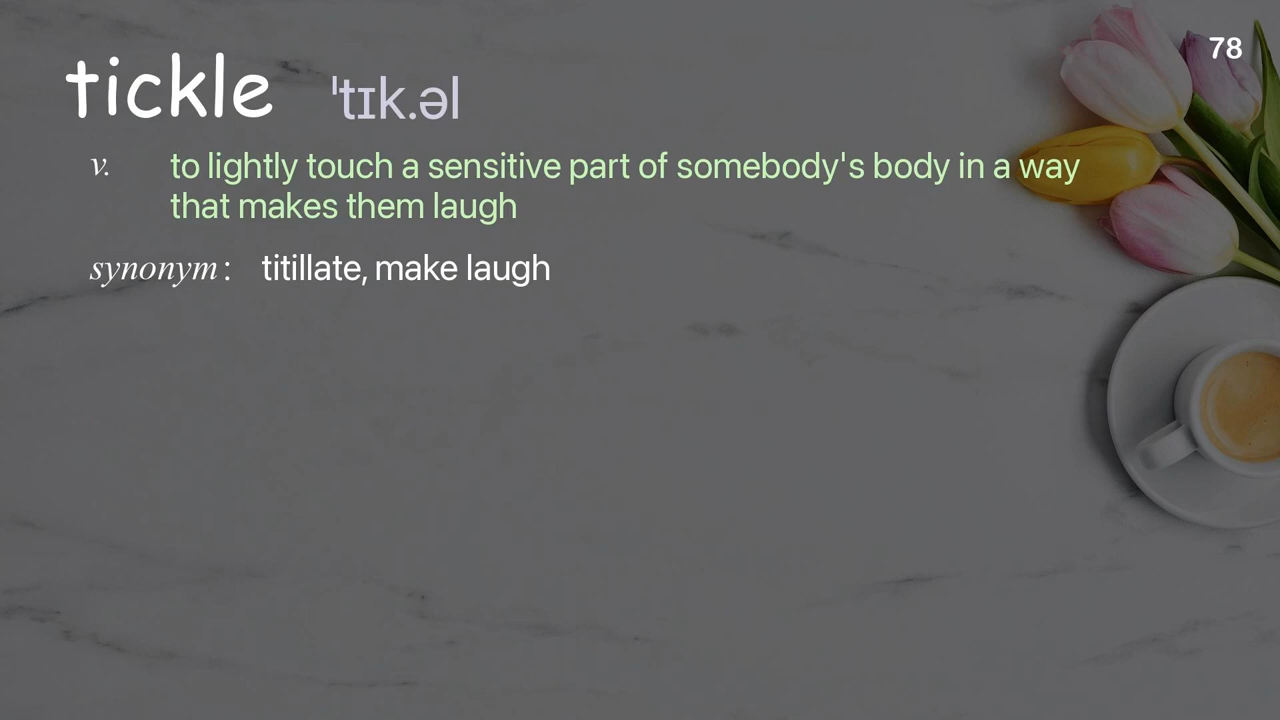 78
tickle ˈtɪk.əl
v. to lightly touch a sensitive part of somebody's body in a way
that makes them laugh
synonym : titillate, make laugh